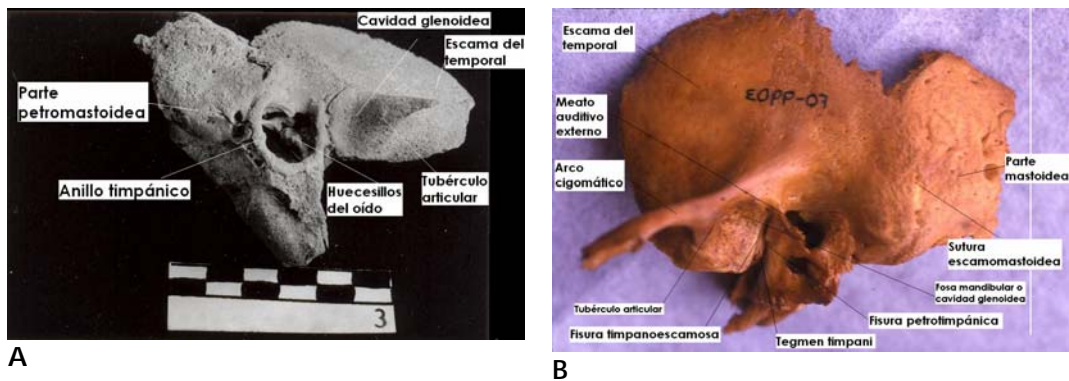 Cavidad glenoidea
Escama del
temporal
Parte
petromastoidea
Anillo timpánico
Huecesillos
del oído
Tubérculo
articular
3
A
Escama del
temporal
EOPP-07
Meato
auditivo
externo
Arco
cigomático
Parte
mastoidea
Sutura
escamomastoidea
Fosa mandibular o
cavidad glenoidea
Tubérculo articular
Fisura petrotimpánica
Fisura timpanoescamosa
Tegmen timpani
B